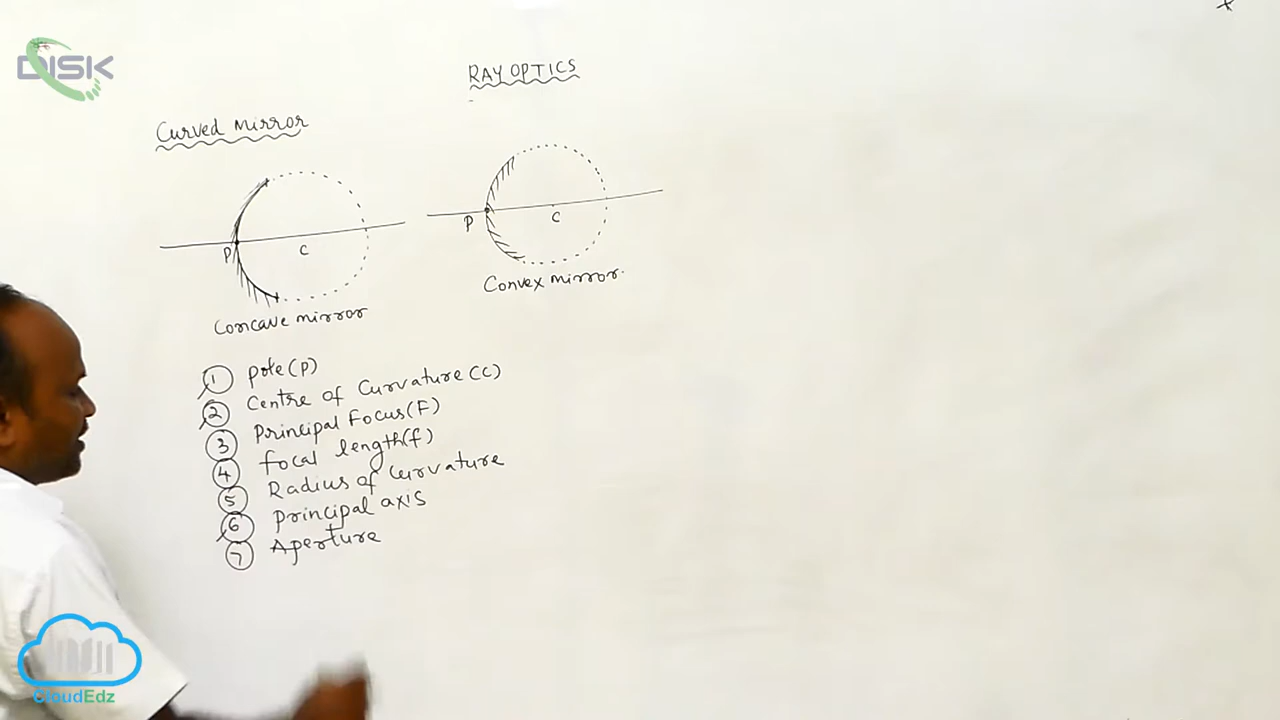 DISK
RAY OPTICS
Curved Mirror
P
C
Concave mirror
P
C
Convex mirror
1 Pole(P)
2 Centre of Curvature (C)
3 Principal Focus(F)
4 focal length(f)
5 Radius of Curvature
6 Principal axis
7 Aperture
CloudEdz